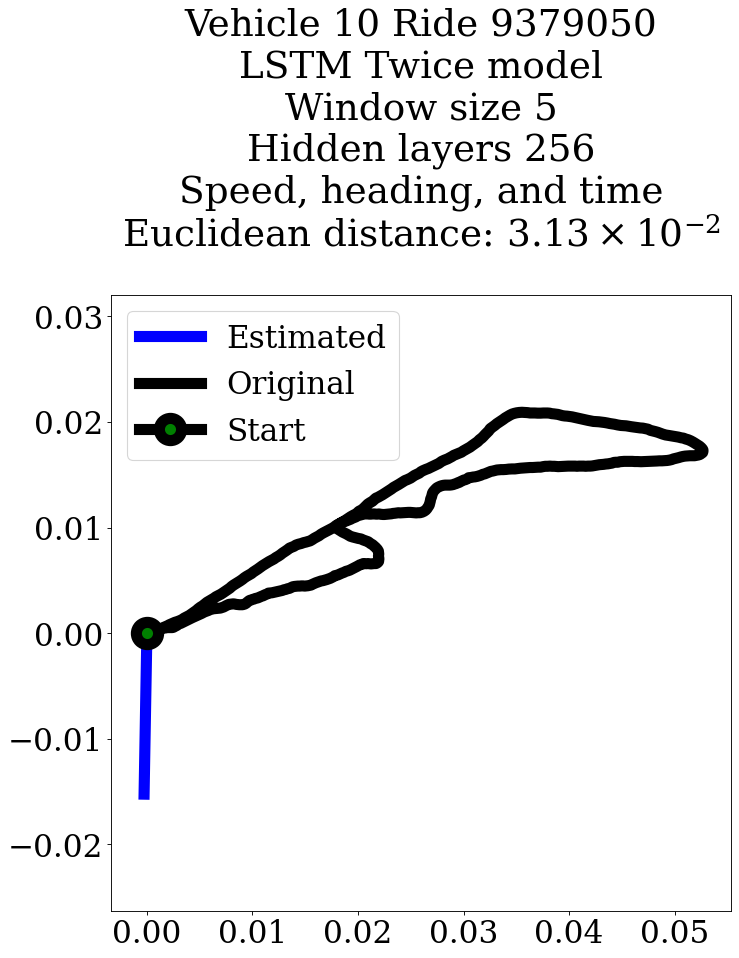 Vehicle 10 Ride 9379050
LSTM Twice model
Window size 5
Hidden layers 256
Speed, heading, and time
Euclidean distance: 3.13 × 10⁻²
Estimated
Original
Start
0.03
0.02
0.01
0.00
−0.01
−0.02
0.00 0.01 0.02 0.03 0.04 0.05